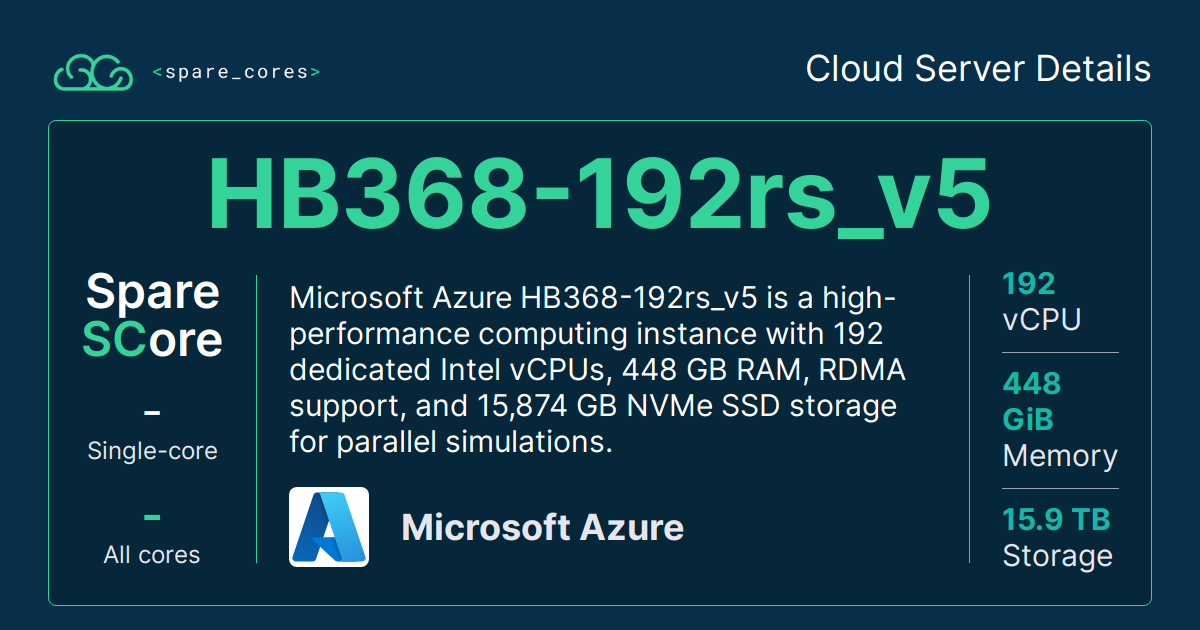 <spare_cores>
Cloud Server Details
HB368-192rs_v5
Spare
SCore
–
Single-core
–
All cores
Microsoft Azure HB368-192rs_v5 is a high-
performance computing instance with 192
dedicated Intel vCPUs, 448 GB RAM, RDMA
support, and 15,874 GB NVMe SSD storage
for parallel simulations.
Microsoft Azure
192
vCPU
448
GiB
Memory
15.9 TB
Storage